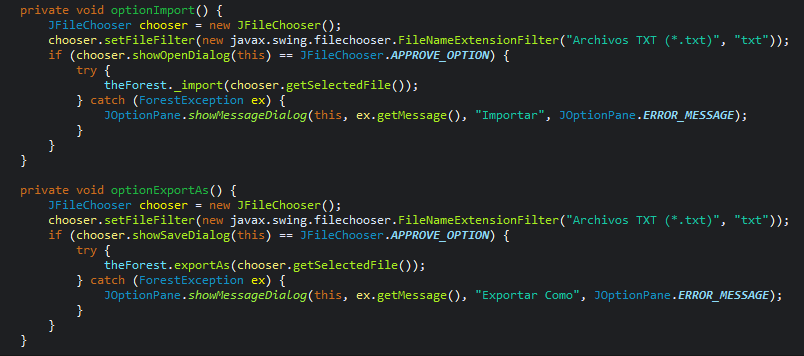 private void optionImport() {
JFileChooser chooser = new JFileChooser();
chooser.setFileFilter(new javax.swing.filechooser.FileNameExtensionFilter("Archivos TXT (*.txt)", "txt"));
if (chooser.showOpenDialog(this) == JFileChooser.APPROVE_OPTION) {
try {
theForest._import(chooser.getSelectedFile());
} catch (ForestException ex) {
JOptionPane.showMessageDialog(this, ex.getMessage(), "Importar", JOptionPane.ERROR_MESSAGE);
}
}
}
private void optionExportAs() {
JFileChooser chooser = new JFileChooser();
chooser.setFileFilter(new javax.swing.filechooser.FileNameExtensionFilter("Archivos TXT (*.txt)", "txt"));
if (chooser.showSaveDialog(this) == JFileChooser.APPROVE_OPTION) {
try {
theForest.exportAs(chooser.getSelectedFile());
} catch (ForestException ex) {
JOptionPane.showMessageDialog(this, ex.getMessage(), "Exportar Como", JOptionPane.ERROR_MESSAGE);
}
}
}